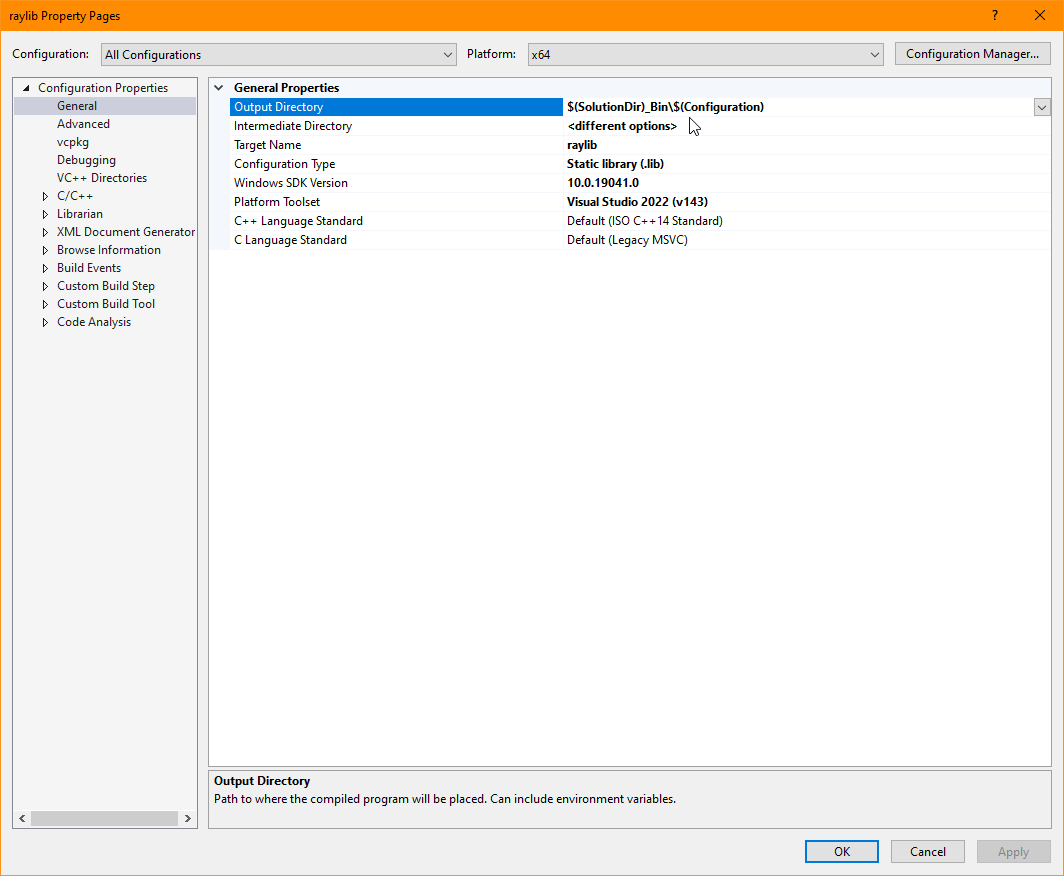 raylib Property Pages
?
Configuration: All Configurations Platform: x64 Configuration Manager...
Configuration Properties
General
Advanced
vcpkg
Debugging
VC++ Directories
C/C++
Librarian
XML Document Generator
Browse Information
Build Events
Custom Build Step
Custom Build Tool
Code Analysis
General Properties
Output Directory $(SolutionDir)_Bin\$(Configuration)
Intermediate Directory <different options>
Target Name raylib
Configuration Type Static library (.lib)
Windows SDK Version 10.0.19041.0
Platform Toolset Visual Studio 2022 (v143)
C++ Language Standard Default (ISO C++14 Standard)
C Language Standard Default (Legacy MSVC)
Output Directory
Path to where the compiled program will be placed. Can include environment variables.
OK Cancel Apply